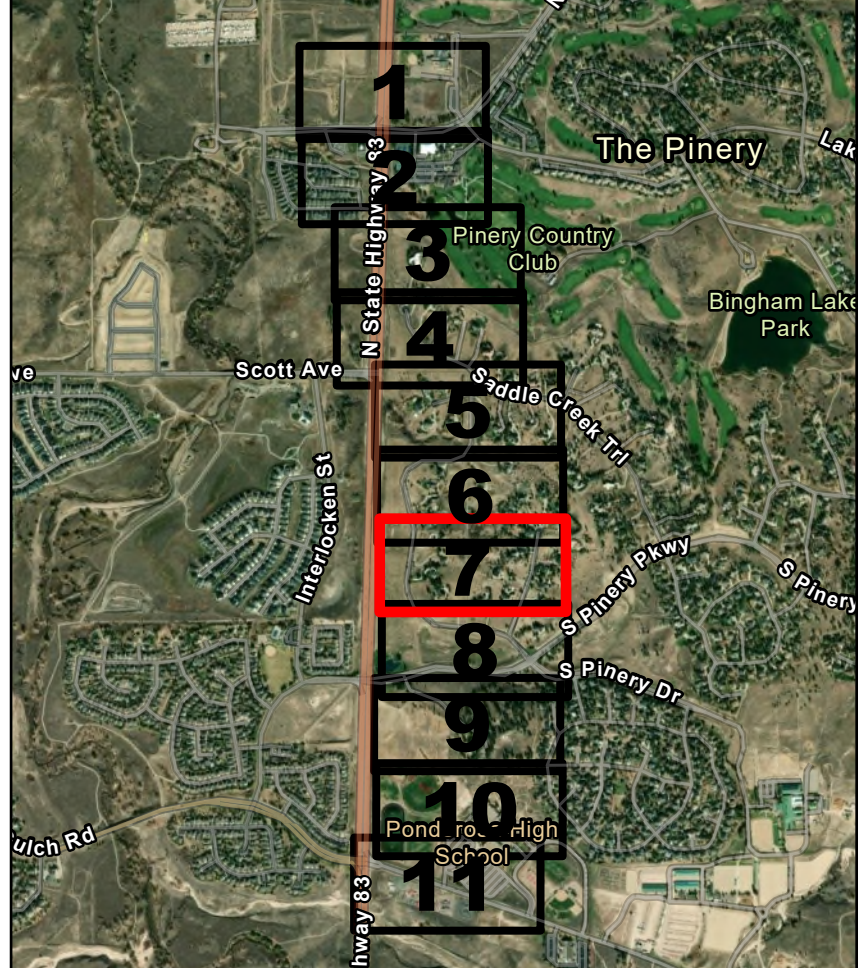 1
The Pinery
Lak
2
N State Highway 83
3
Pinery Country
Club
Bingham Lake
Park
4
ve
Scott Ave
Saddle Creek Trl
5
Interlocken St
6
7
S Pinery Pkwy
S Pinery
8
S Pinery Dr
9
10
ulch Rd
Ponderosa High
School
11
hway 83